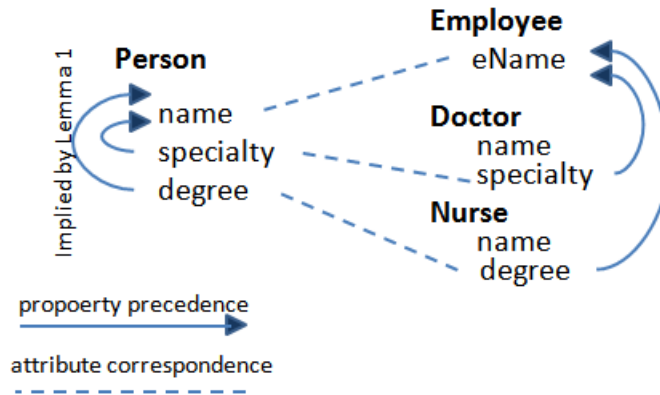 Implied by Lemma 1
Person
name
specialty
degree
Employee
eName
Doctor
name
specialty
Nurse
name
degree
propoerty precedence
attribute correspondence